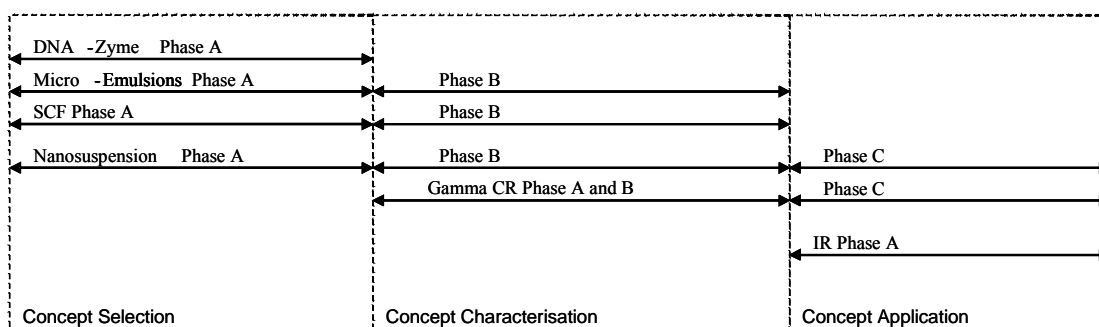 DNA -Zyme Phase A
Micro -Emulsions Phase A Phase B
SCF Phase A Phase B
Nanosuspension Phase A Phase B Phase C
Gamma CR Phase A and B Phase C
IR Phase A
Concept Selection Concept Characterisation Concept Application